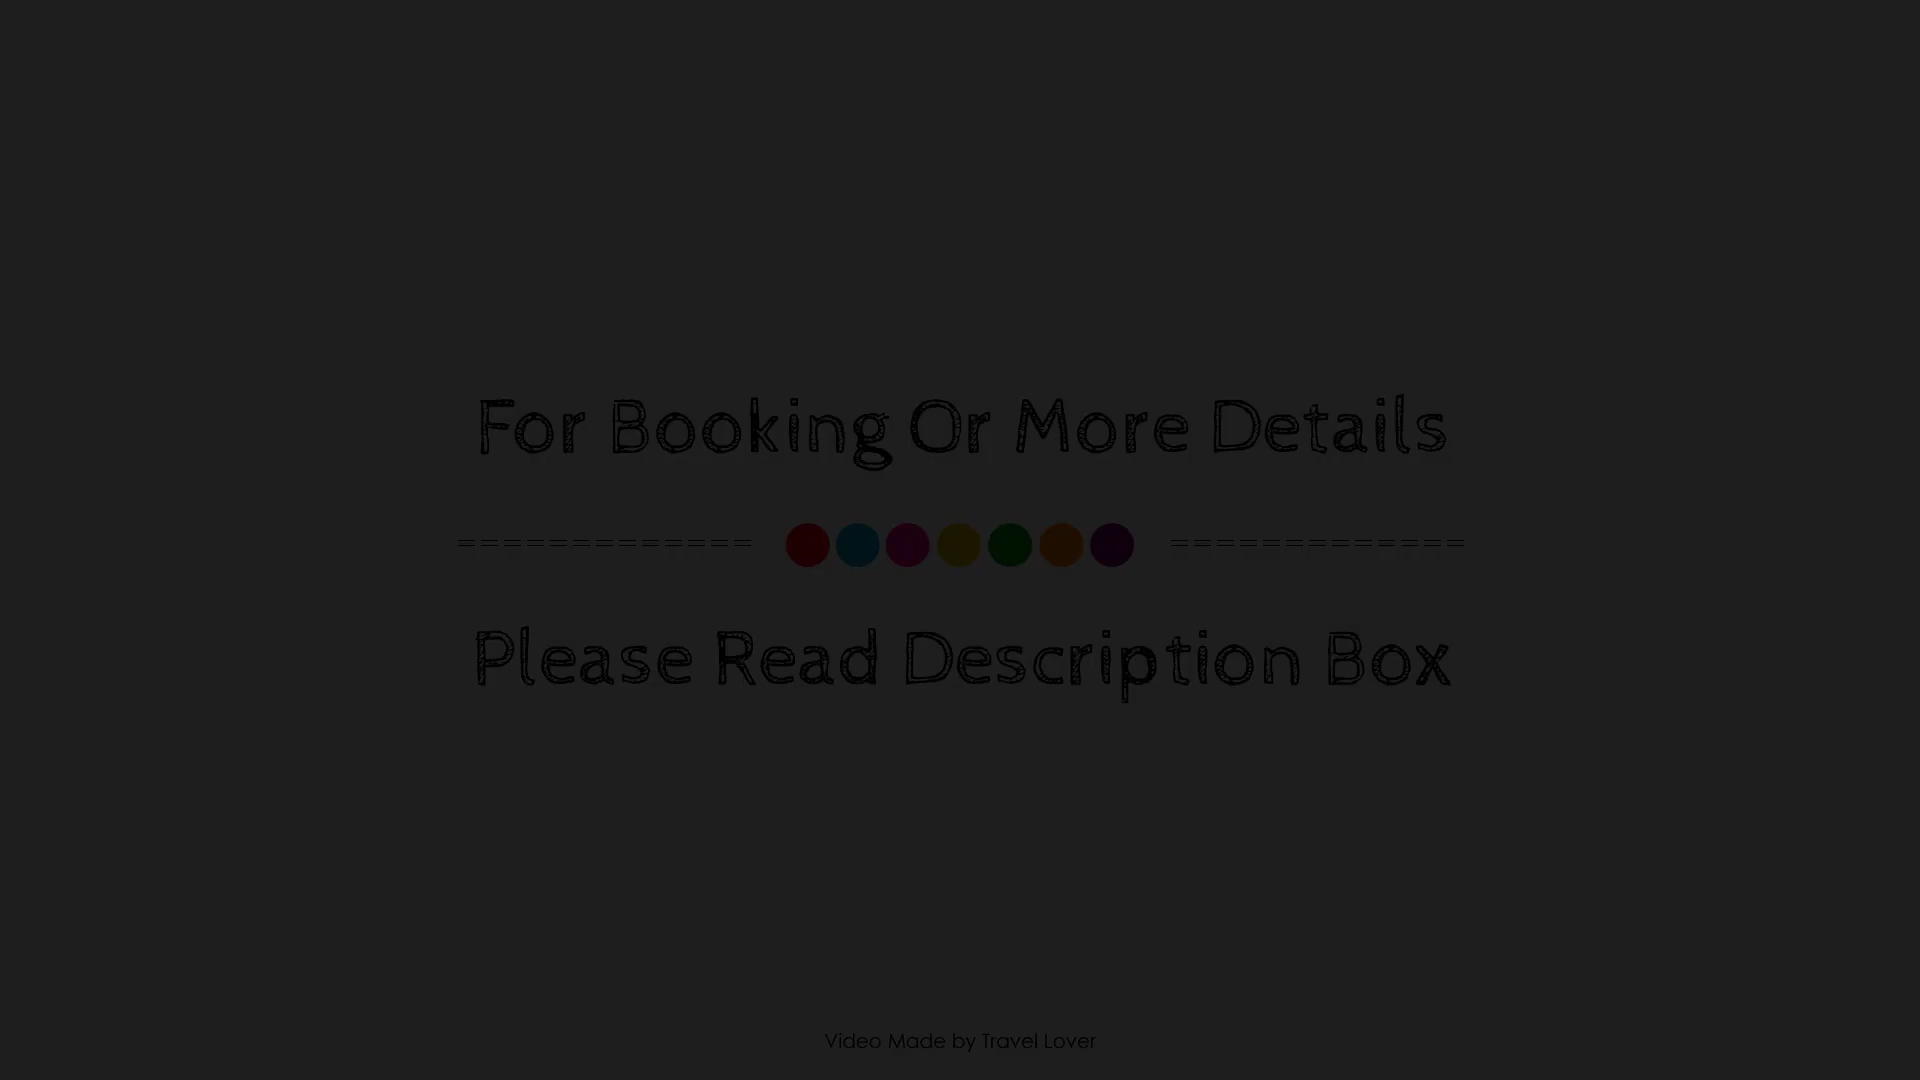 For Booking Or More Details
============= =============
Please Read Description Box
Video Made by Travel Lover